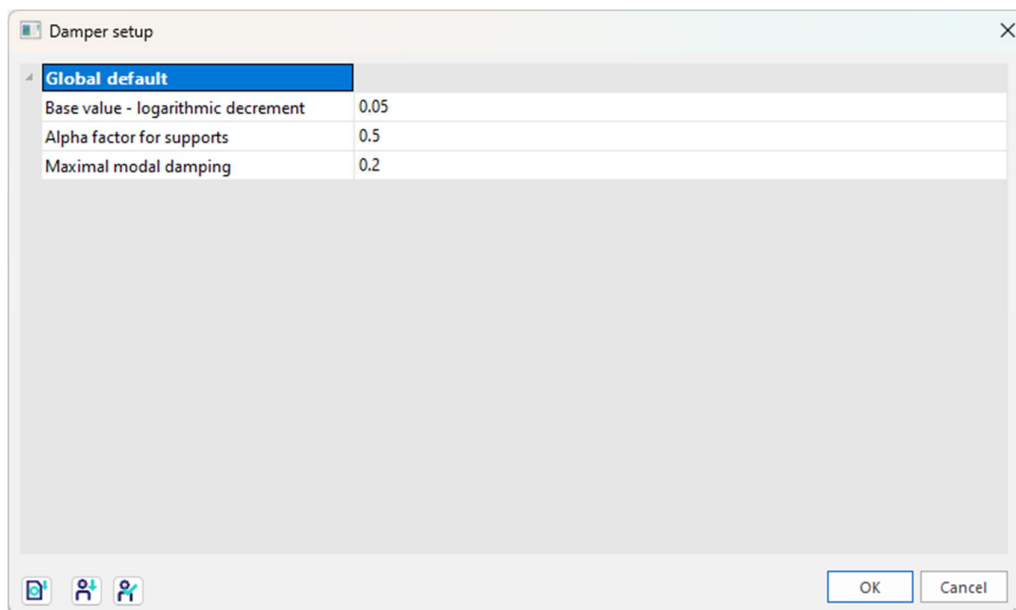 Damper setup
Global default
Base value - logarithmic decrement 0.05
Alpha factor for supports 0.5
Maximal modal damping 0.2
OK Cancel